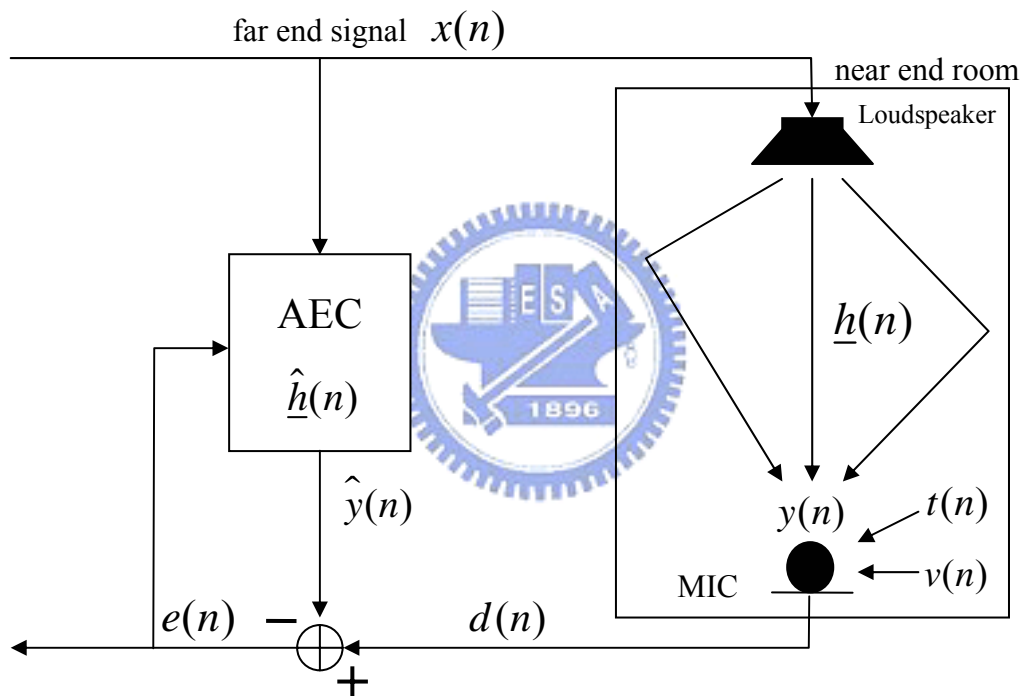 far end signal x(n)
near end room
Loudspeaker
AEC
ĥ(n)
h(n)
E S A
1896
ŷ(n)
y(n)
t(n)
v(n)
MIC
e(n)
−
d(n)
+